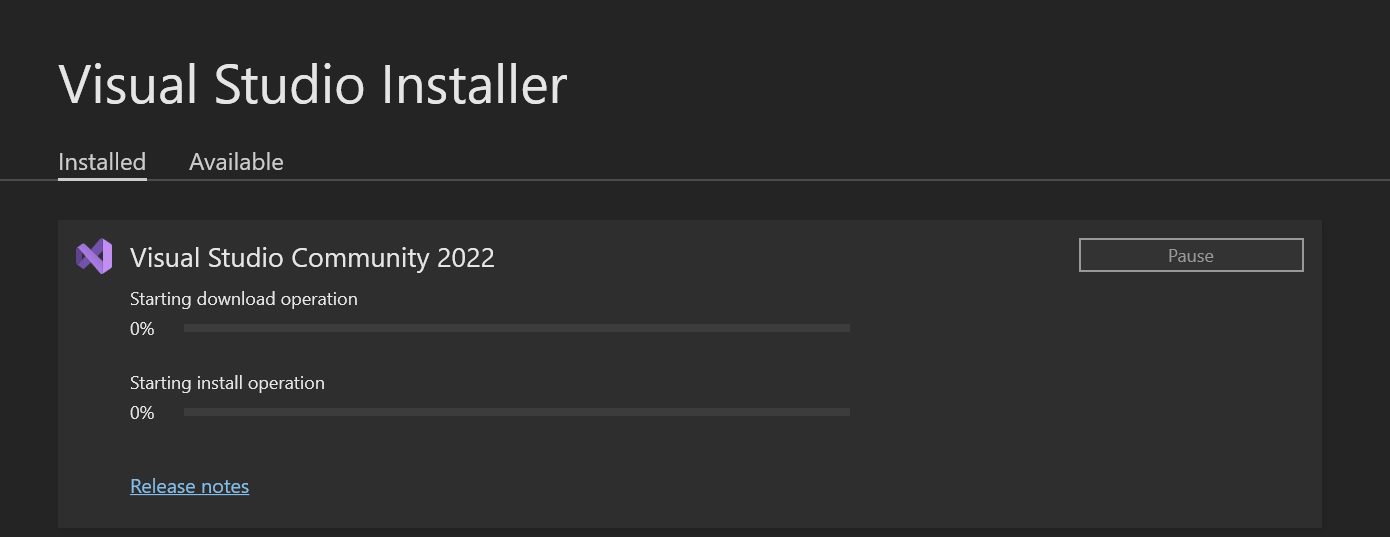 Visual Studio Installer
Installed Available
Visual Studio Community 2022
Pause
Starting download operation
0%
Starting install operation
0%
Release notes